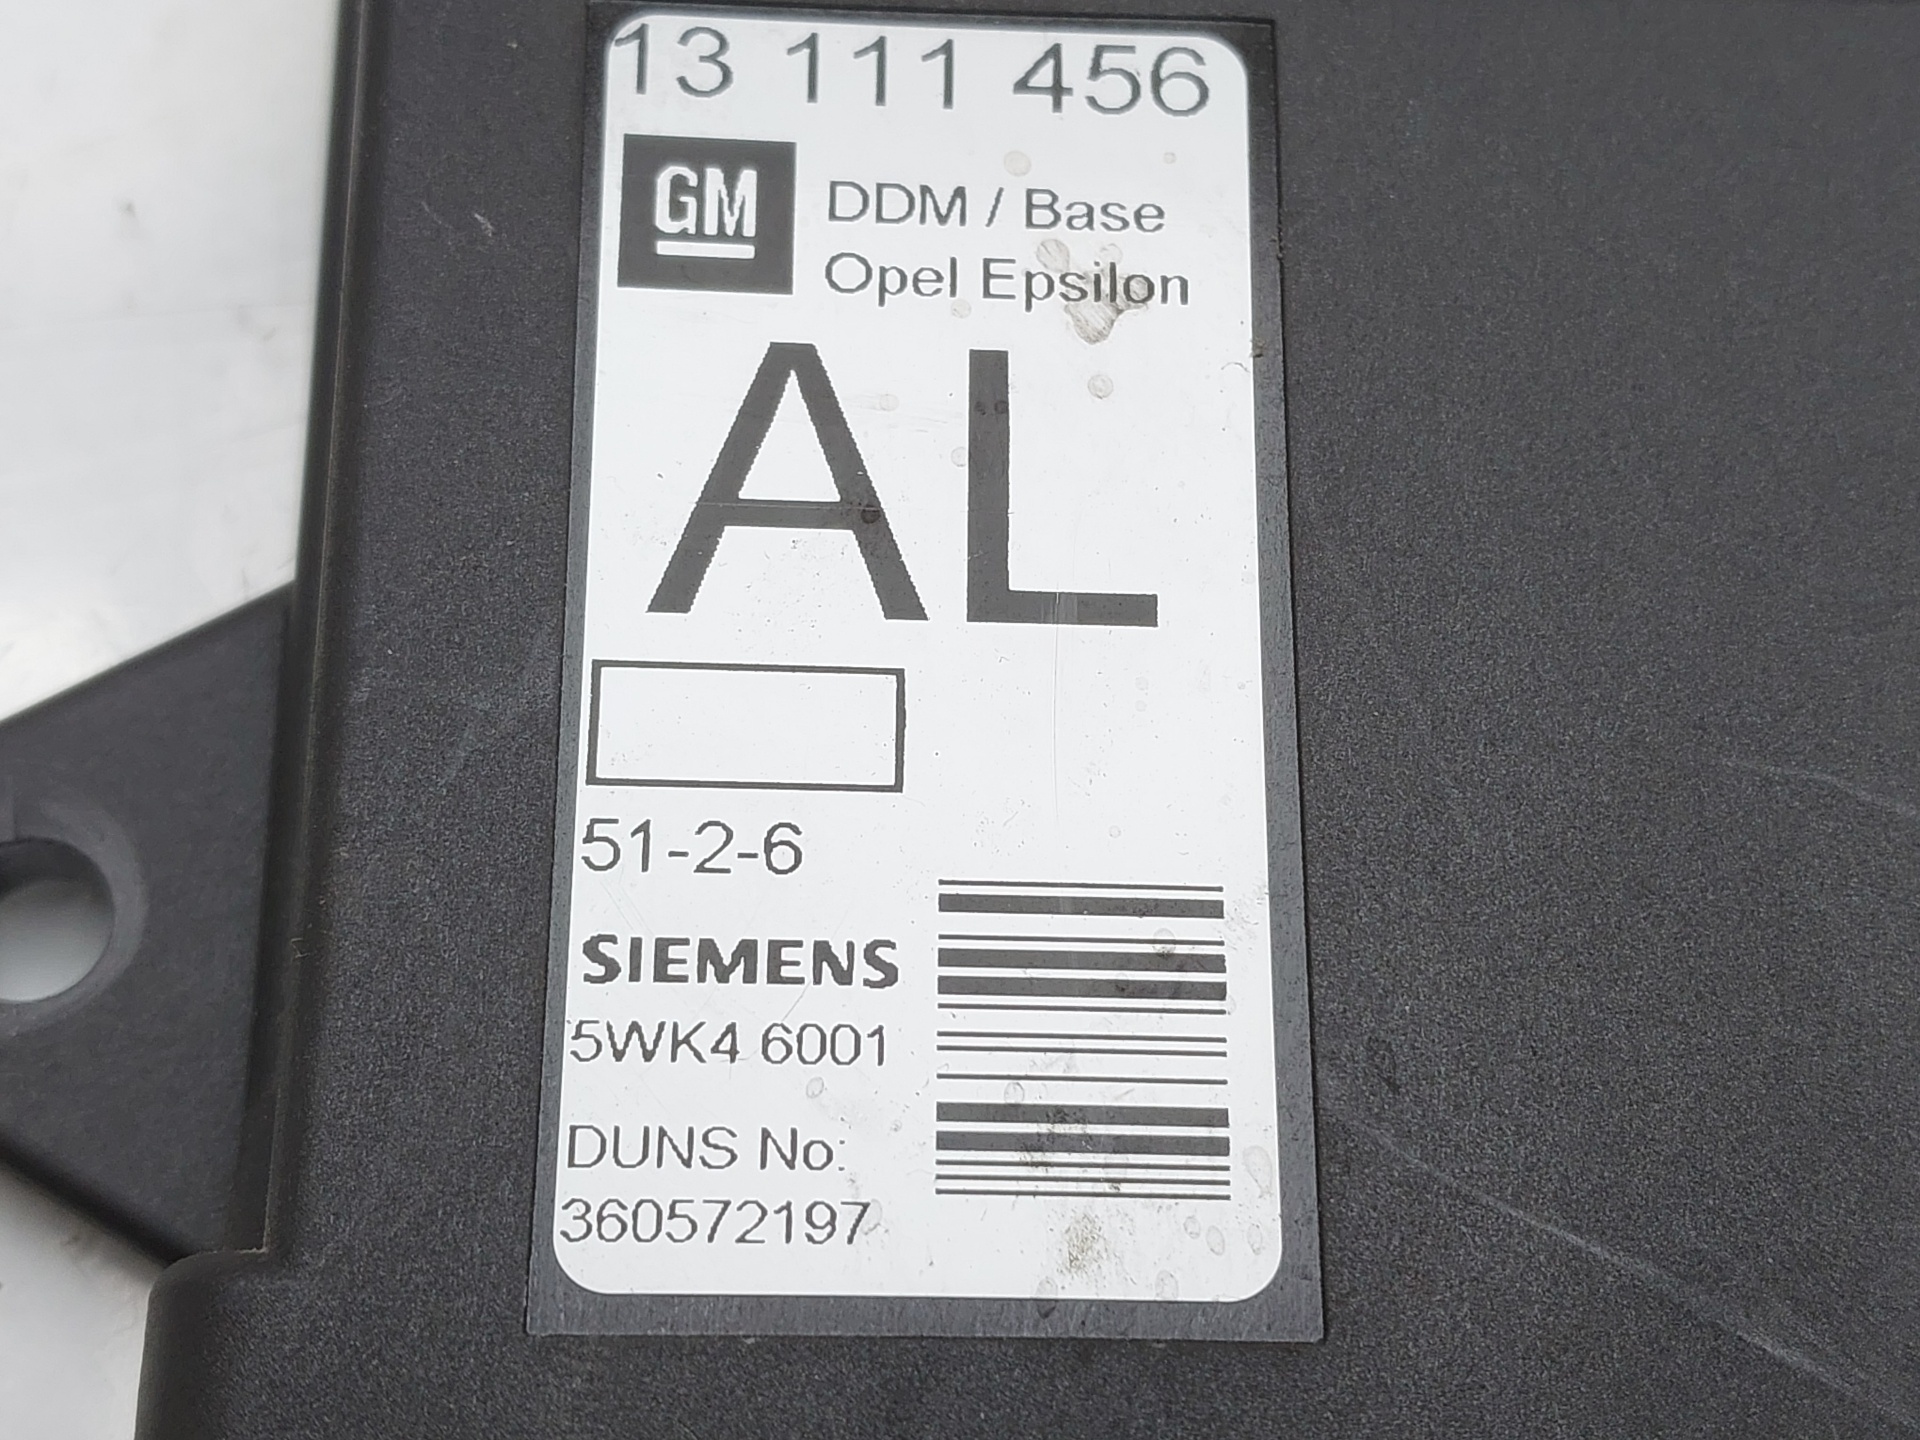 13 111 456
GM
DDM / Base
Opel Epsilon
AL
51-2-6
SIEMENS
5WK4 6001
DUNS No:
360572197